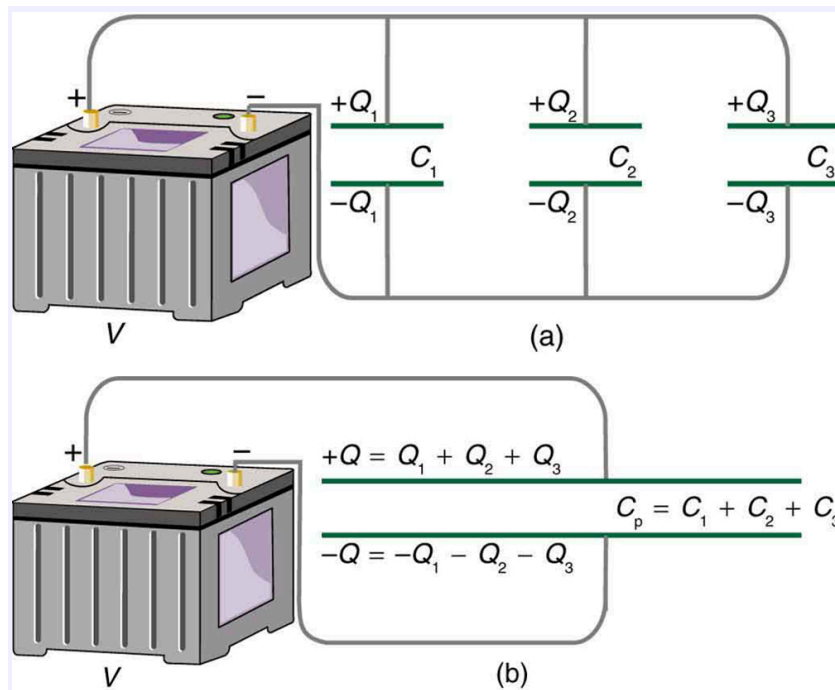 + −
+Q₁ +Q₂ +Q₃
C₁ C₂ C₃
−Q₁ −Q₂ −Q₃
V
(a)
+ −
+Q = Q₁ + Q₂ + Q₃
Cₚ = C₁ + C₂ + C₃
−Q = −Q₁ − Q₂ − Q₃
V
(b)